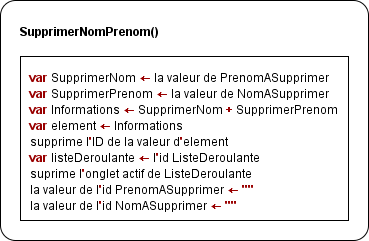 SupprimerNomPrenom()
var SupprimerNom ← la valeur de PrenomASupprimer
var SupprimerPrenom ← la valeur de NomASupprimer
var Informations ← SupprimerNom + SupprimerPrenom
var element ← Informations
supprime l'ID de la valeur d'element
var listeDeroulante ← l'id ListeDeroulante
suprime l'onglet actif de ListeDeroulante
la valeur de l'id PrenomASupprimer ← ""
la valeur de l'id NomASupprimer ← ""